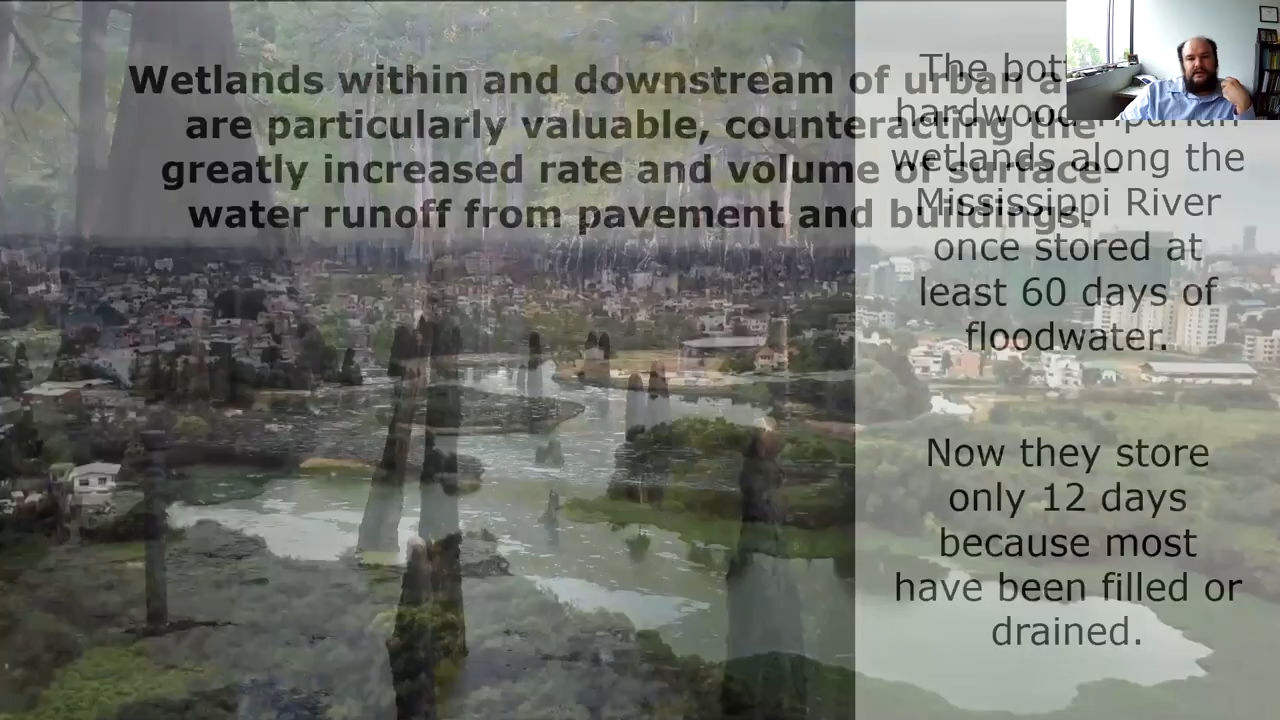 Wetlands within and downstream of urban
are particularly valuable, counteracting the
greatly increased rate and volume of surface-
water runoff from pavement and buildings.
The
hardwood
wetlands along the
Mississippi River
once stored at
least 60 days of
floodwater.
Now they store
only 12 days
because most
have been filled or
drained.